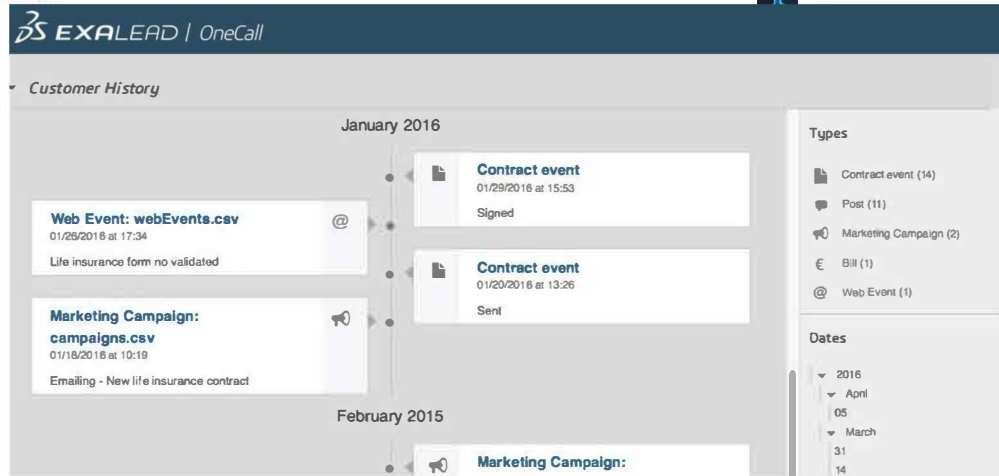 3S EXALEAD | OneCall
Customer History
January 2016
Contract event
01/29/2016 at 15:53
Signed
Web Event: webEvents.csv
@
01/26/2016 at 17:34
Life insurance form no validated
Contract event
01/20/2016 at 13:26
Sent
Marketing Campaign:
campaigns.csv
01/18/2016 at 10:19
Emailing - New life insurance contract
February 2015
Marketing Campaign:
Types
Contract event (14)
Post (11)
Marketing Campaign (2)
€ Bill (1)
@ Web Event (1)
Dates
2016
April
05
March
31
14